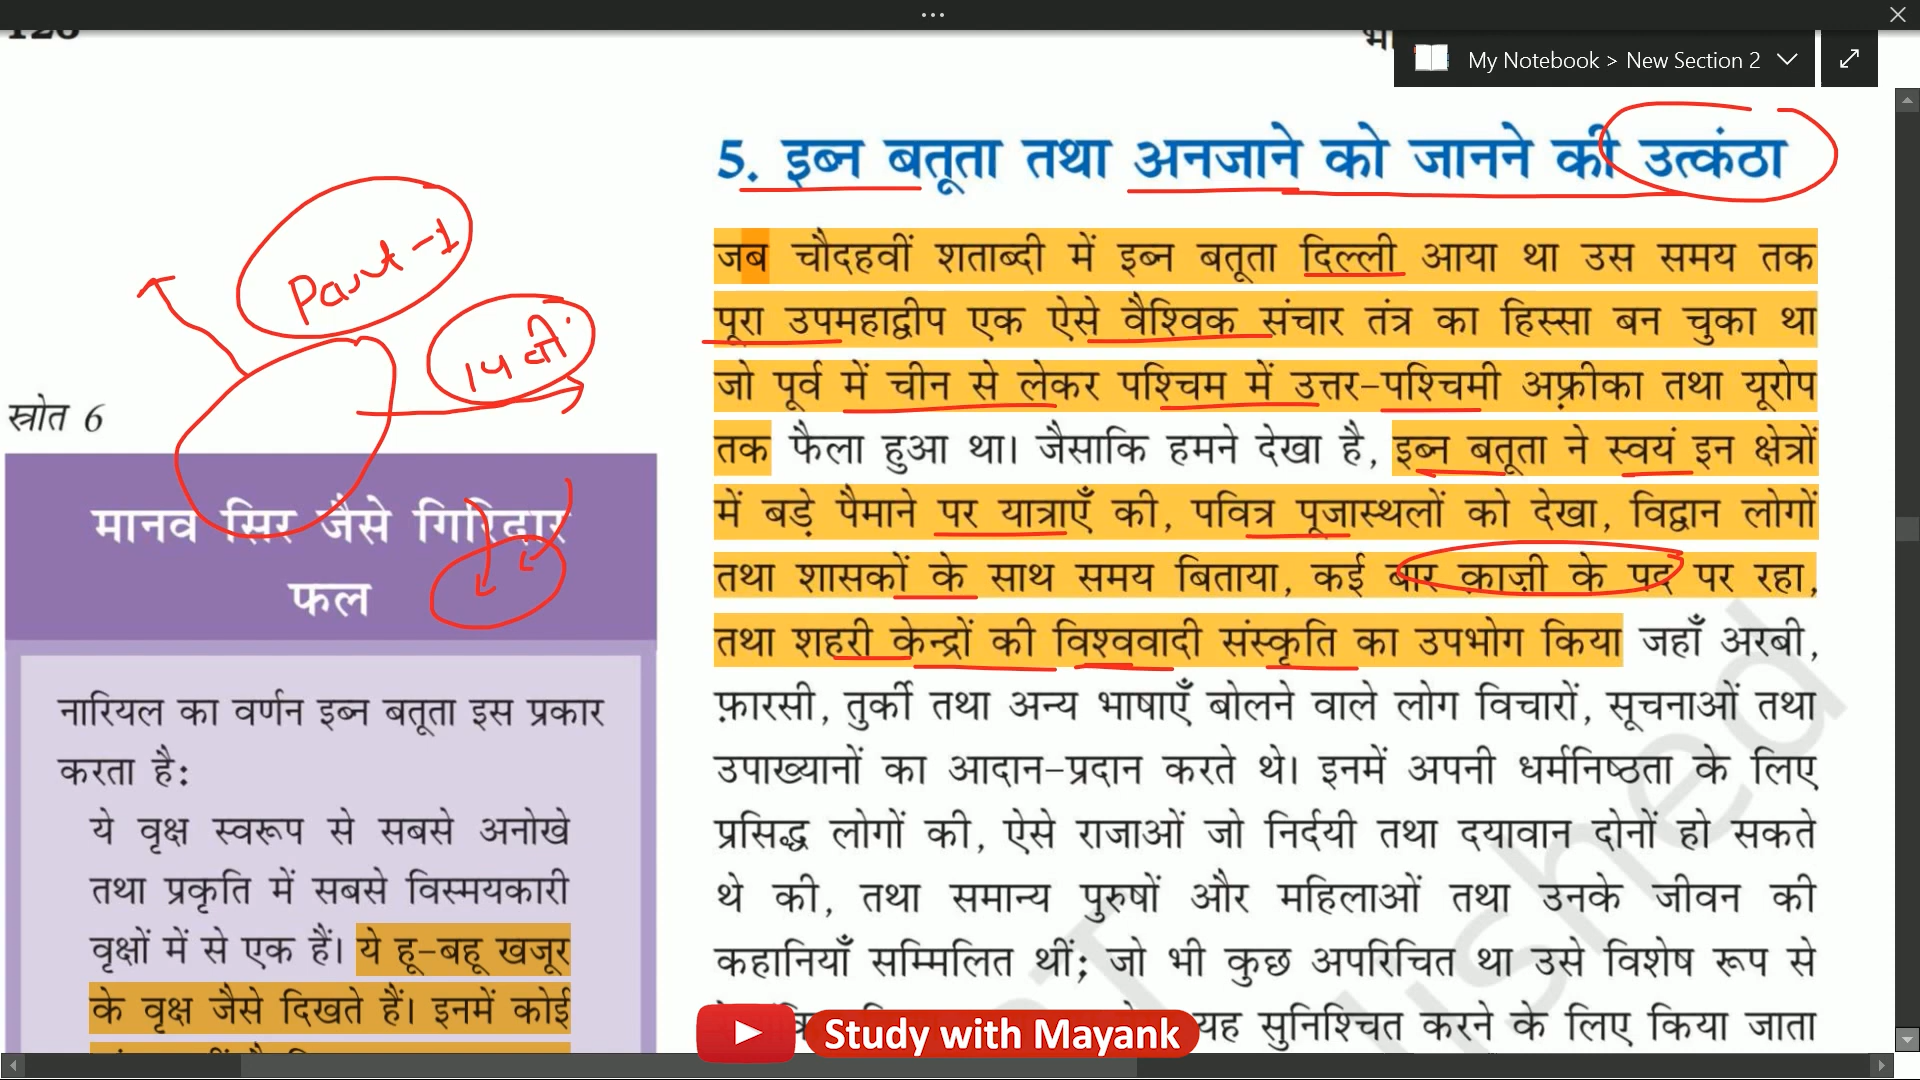 My Notebook > New Section 2
5. इब्न बतूता तथा अनजाने को जानने की उत्कंठा
जब चौदहवीं शताब्दी में इब्न बतूता दिल्ली आया था उस समय तक
पूरा उपमहाद्वीप एक ऐसे वैश्विक संचार तंत्र का हिस्सा बन चुका था
जो पूर्व में चीन से लेकर पश्चिम में उत्तर-पश्चिमी अफ़्रीका तथा यूरोप
तक फैला हुआ था। जैसाकि हमने देखा है, इब्न बतूता ने स्वयं इन क्षेत्रों
में बड़े पैमाने पर यात्राएँ की, पवित्र पूजास्थलों को देखा, विद्वान लोगों
तथा शासकों के साथ समय बिताया, कई बार क़ाज़ी के पद पर रहा,
तथा शहरी केन्द्रों की विश्ववादी संस्कृति का उपभोग किया जहाँ अरबी,
फ़ारसी, तुर्की तथा अन्य भाषाएँ बोलने वाले लोग विचारों, सूचनाओं तथा
उपाख्यानों का आदान-प्रदान करते थे। इनमें अपनी धर्मनिष्ठता के लिए
प्रसिद्ध लोगों की, ऐसे राजाओं जो निर्दयी तथा दयावान दोनों हो सकते
थे की, तथा समान्य पुरुषों और महिलाओं तथा उनके जीवन की
कहानियाँ सम्मिलित थीं; जो भी कुछ अपरिचित था उसे विशेष रूप से
यह सुनिश्चित करने के लिए किया जाता
Part-1
14वी
स्रोत 6
मानव सिर जैसे गिरिदार
फल
नारियल का वर्णन इब्न बतूता इस प्रकार
करता है:
ये वृक्ष स्वरूप से सबसे अनोखे
तथा प्रकृति में सबसे विस्मयकारी
वृक्षों में से एक हैं। ये हू-बहू खजूर
के वृक्ष जैसे दिखते हैं। इनमें कोई
Study with Mayank